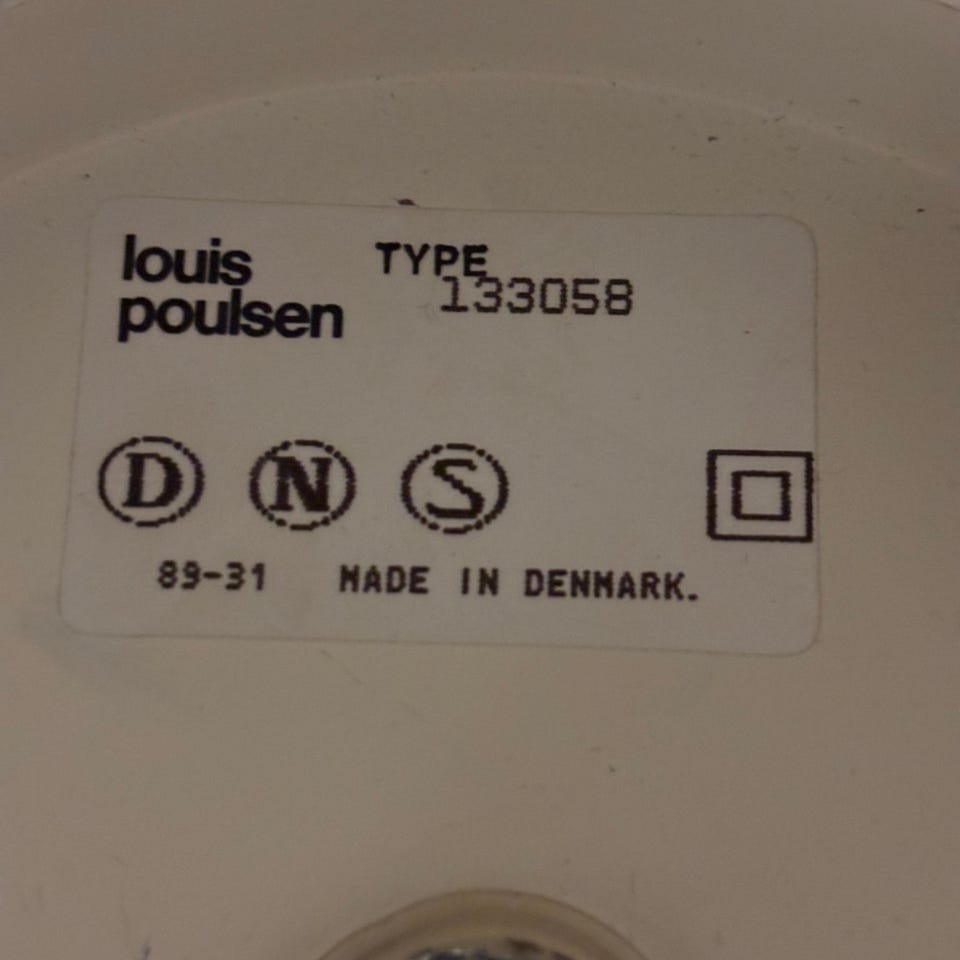 louis
poulsen
TYPE
133058
D N S
89-31 MADE IN DENMARK.